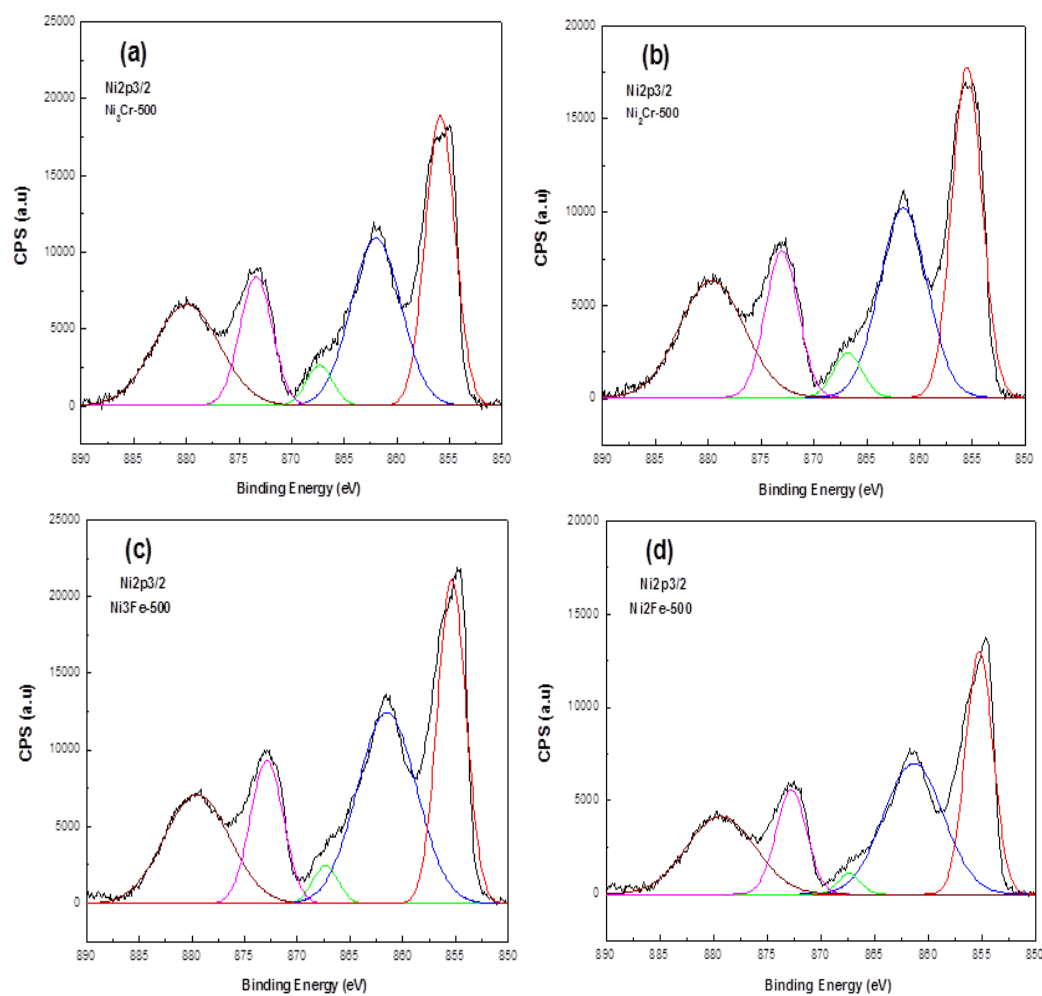 (a)
Ni2p3/2
Ni3Cr-500
CPS (a.u)
25000
20000
15000
10000
5000
0
890 885 880 875 870 865 860 855 850
Binding Energy (eV)
(b)
Ni2p3/2
Ni2Cr-500
CPS (a.u)
20000
15000
10000
5000
0
890 885 880 875 870 865 860 855 850
Binding Energy (eV)
(c)
Ni2p3/2
Ni3Fe-500
CPS (a.u)
25000
20000
15000
10000
5000
0
890 885 880 875 870 865 860 855 850
Binding Energy (eV)
(d)
Ni2p3/2
Ni2Fe-500
CPS (a.u)
20000
15000
10000
5000
0
890 885 880 875 870 865 860 855 850
Binding Energy (eV)